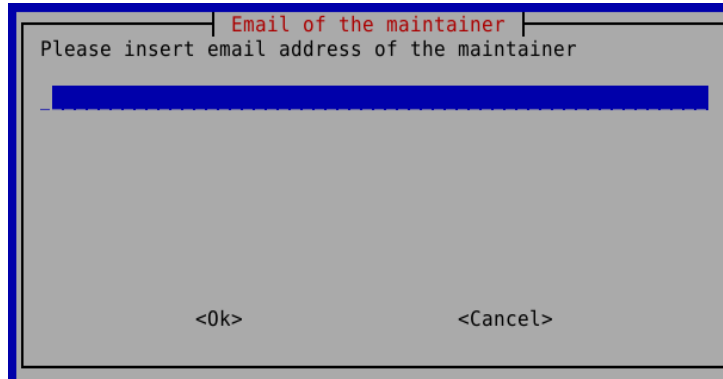 Email of the maintainer
Please insert email address of the maintainer
<Ok> <Cancel>